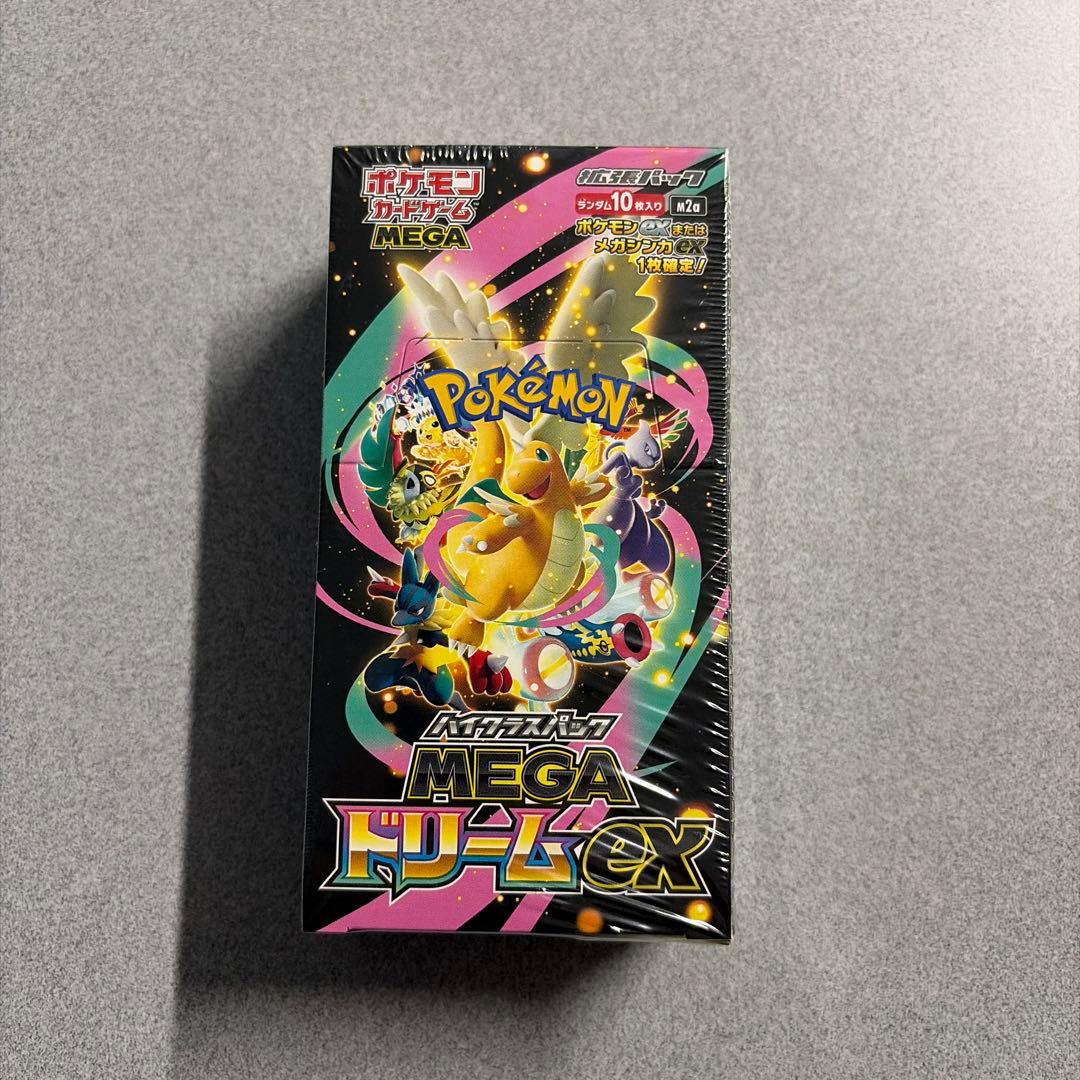 ポケモン
カードゲーム
MEGA
拡張パック
ランダム10枚入り M2a
ポケモンexまたは
メガシンカex
1枚確定!
POKéMON
ハイクラスパック
MEGA
ドリームex